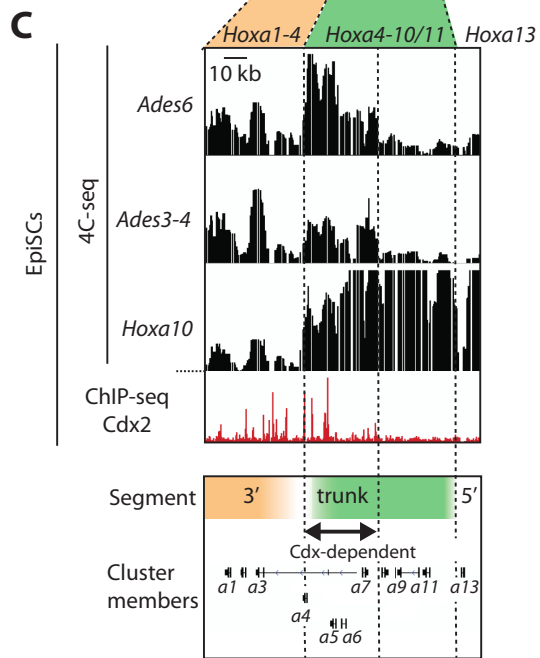 C
Hoxa1-4 Hoxa4-10/11 Hoxa13
10 kb
EpiSCs
4C-seq
Ades6
Ades3-4
Hoxa10
ChIP-seq
Cdx2
Segment 3' trunk 5'
Cdx-dependent
Cluster
members
a1 a3 a7 a9 a11 a13
a4
a5 a6